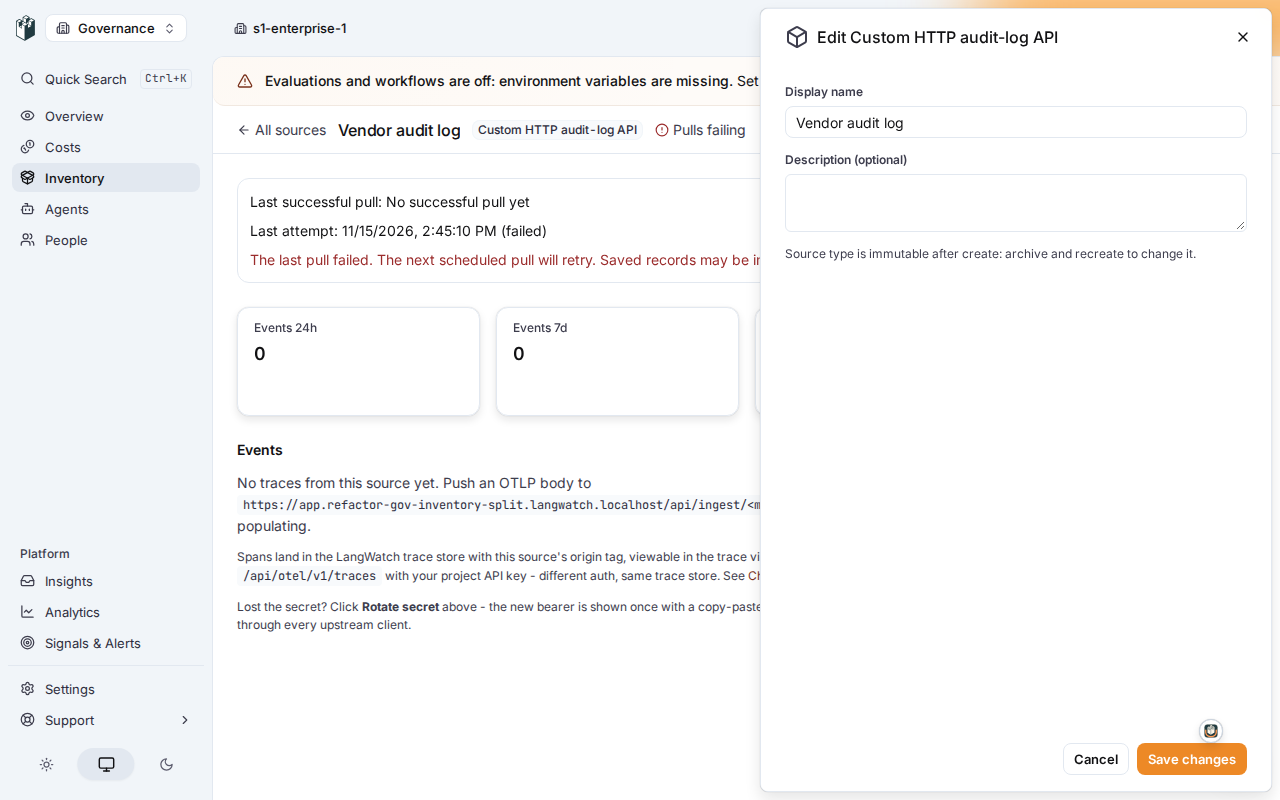 Governance
s1-enterprise-1
Quick Search Ctrl+K
Overview
Costs
Inventory
Agents
People
Platform
Insights
Analytics
Signals & Alerts
Settings
Support
Evaluations and workflows are off: environment variables are missing. Set
All sources Vendor audit log Custom HTTP audit-log API Pulls failing
Last successful pull: No successful pull yet
Last attempt: 11/15/2026, 2:45:10 PM (failed)
The last pull failed. The next scheduled pull will retry. Saved records may be
Events 24h
0
Events 7d
0
Events
No traces from this source yet. Push an OTLP body to
https://app.refactor-gov-inventory-split.langwatch.localhost/api/ingest/<m
populating.
Spans land in the LangWatch trace store with this source's origin tag, viewable in the trace
/api/otel/v1/traces with your project API key - different auth, same trace store. See
Lost the secret? Click Rotate secret above - the new bearer is shown once with a copy-paste
through every upstream client.
Edit Custom HTTP audit-log API
Display name
Vendor audit log
Description (optional)
Source type is immutable after create: archive and recreate to change it.
Cancel
Save changes